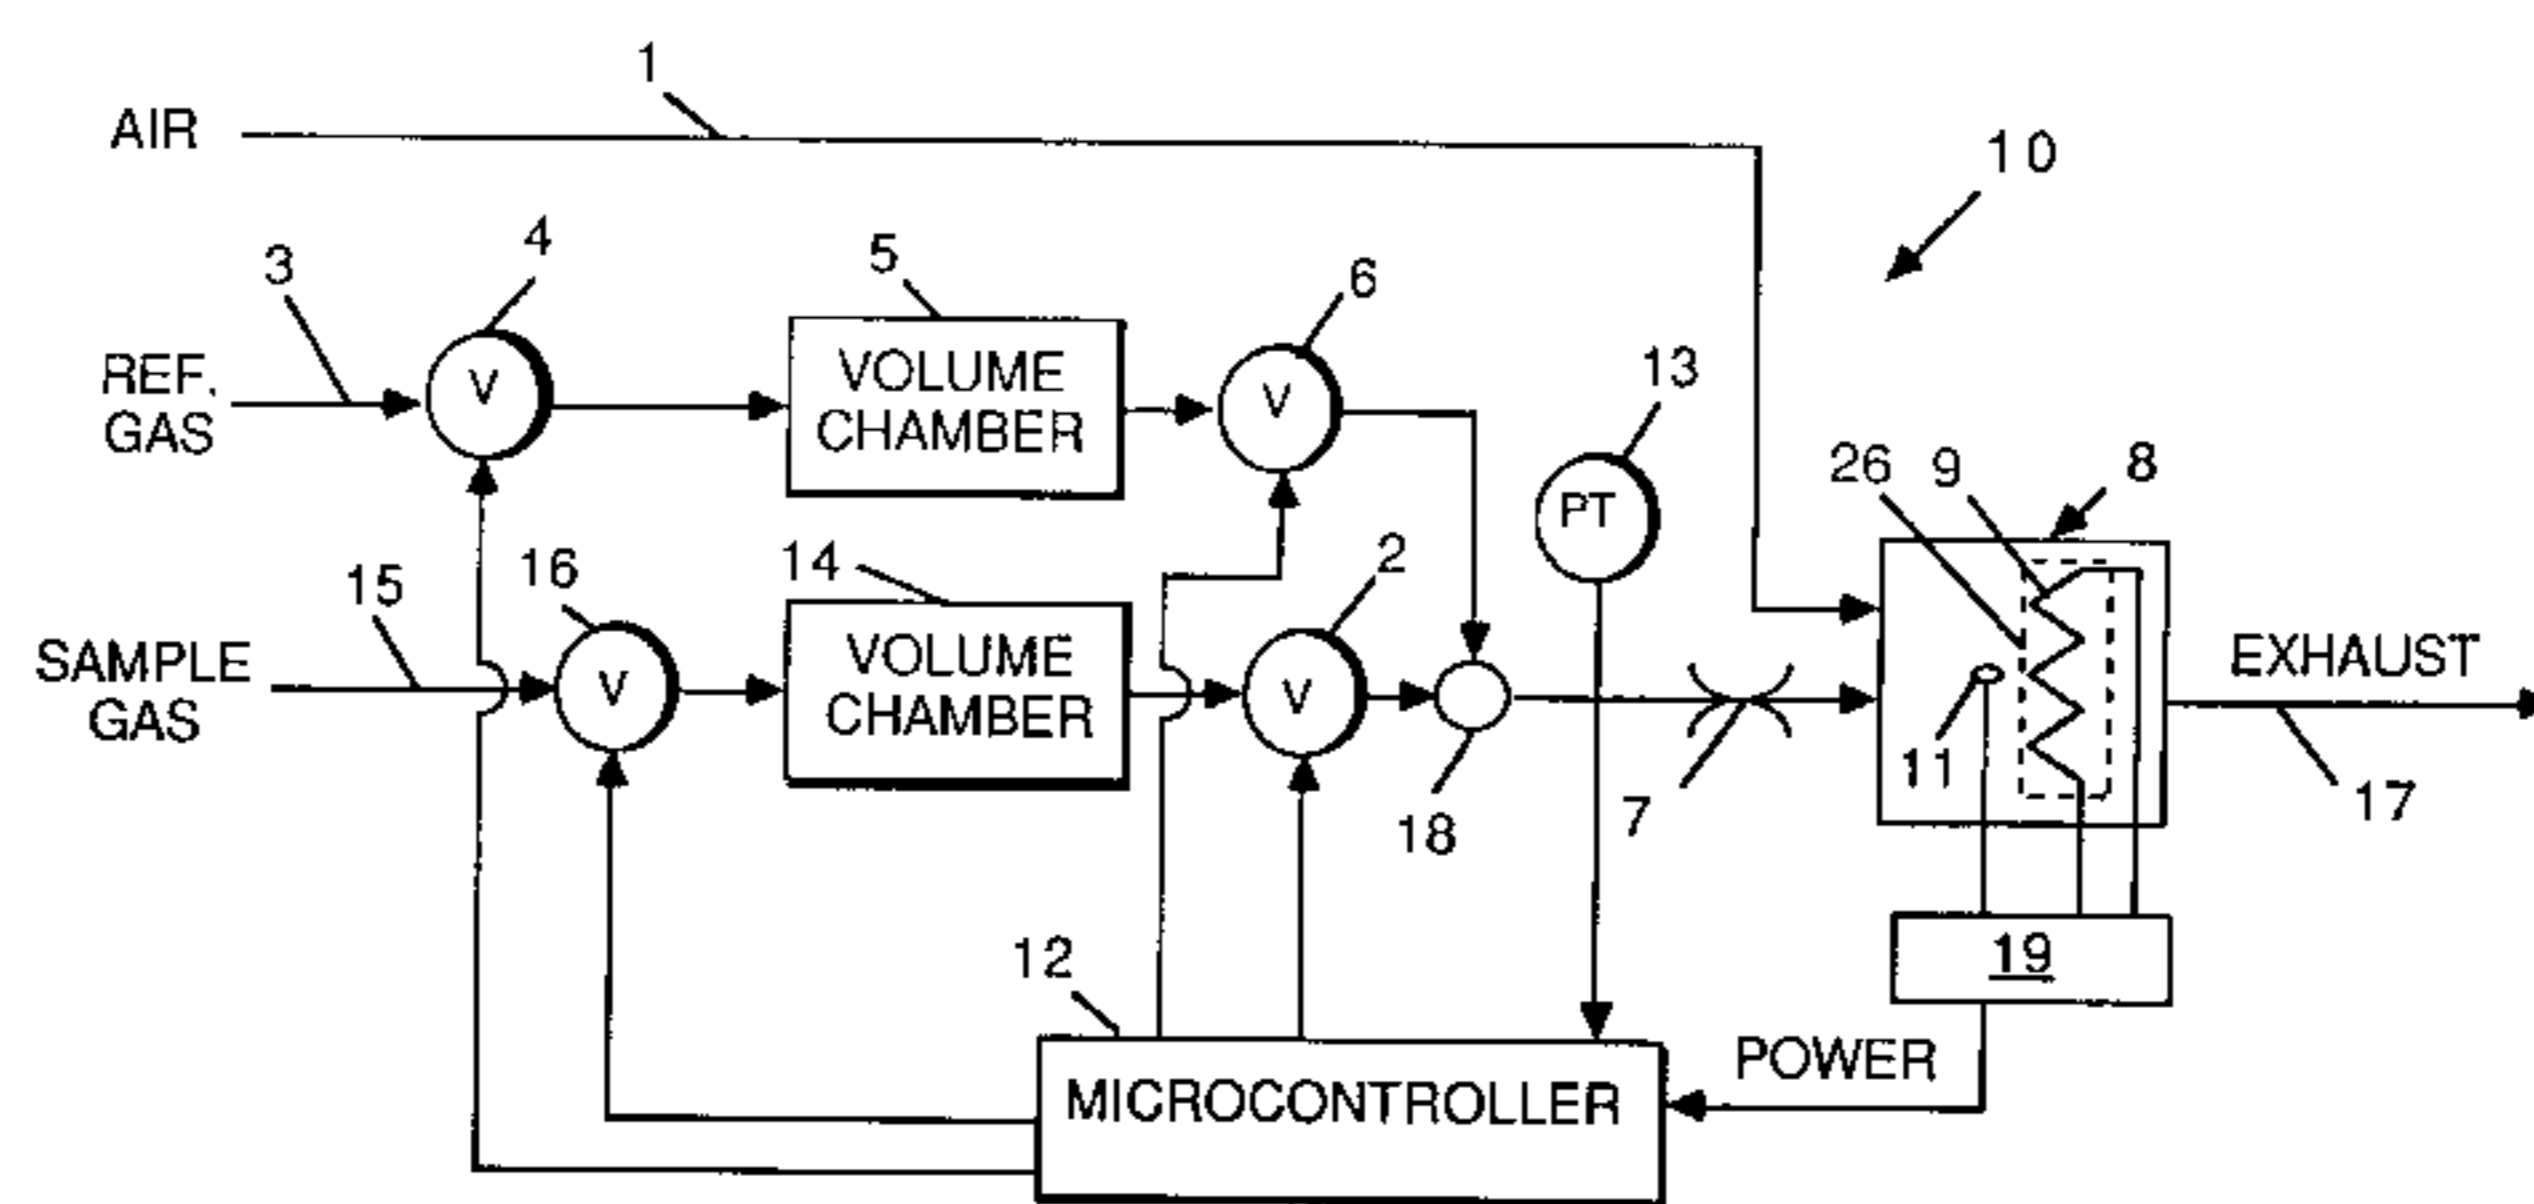 1
AIR
10
4
3
5
6
REF.
GAS
V
VOLUME
CHAMBER
V
13
26
9
8
PT
16
14
2
15
SAMPLE
GAS
V
VOLUME
CHAMBER
V
EXHAUST
11
7
18
17
12
19
POWER
MICROCONTROLLER